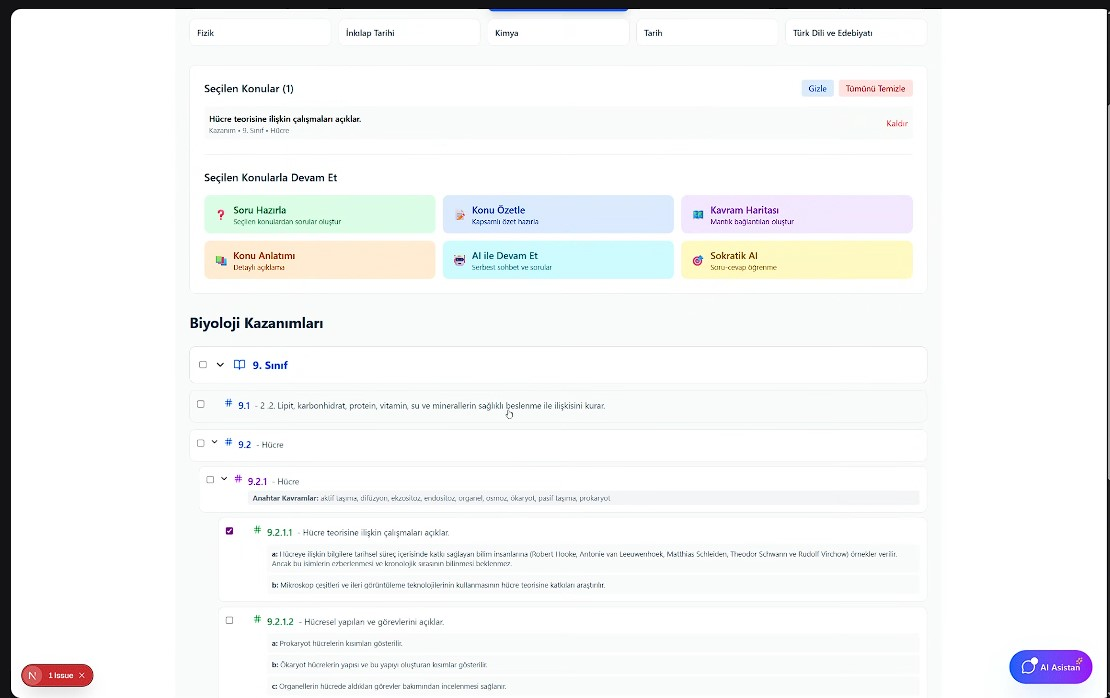 Fizik
İnkılap Tarihi
Kimya
Tarih
Türk Dili ve Edebiyatı
Seçilen Konular (1)
Gizle
Tümünü Temizle
Hücre teorisine ilişkin çalışmaları açıklar.
Kazanım • 9. Sınıf • Hücre
Kaldır
Seçilen Konularla Devam Et
Soru Hazırla
Seçilen konulardan sorular oluştur
Konu Özetle
Kapsamlı özet hazırla
Kavram Haritası
Mantık bağlantıları oluştur
Konu Anlatımı
Detaylı açıklama
AI ile Devam Et
Serbest sohbet ve sorular
Sokratik AI
Soru-cevap öğrenme
Biyoloji Kazanımları
9. Sınıf
# 9.1 - 2 .2. Lipit, karbonhidrat, protein, vitamin, su ve minerallerin sağlıklı beslenme ile ilişkisini kurar.
# 9.2 - Hücre
# 9.2.1 - Hücre
Anahtar Kavramlar: aktif taşıma, difüzyon, ekzositoz, endositoz, organel, osmoz, ökaryot, pasif taşıma, prokaryot
# 9.2.1.1 - Hücre teorisine ilişkin çalışmaları açıklar.
a: Hücreye ilişkin bilgilere tarihsel süreç içerisinde katkı sağlayan bilim insanlarına (Robert Hooke, Antonie van Leeuwenhoek, Matthias Schleiden, Theodor Schwann ve Rudolf Virchow) örnekler verilir.
Ancak bu isimlerin ezberlenmesi ve kronolojik sırasının bilinmesi beklenmez.
b: Mikroskop çeşitleri ve ileri görüntüleme teknolojilerinin kullanılmasının hücre teorisine katkıları araştırılır.
# 9.2.1.2 - Hücresel yapıları ve görevlerini açıklar.
a: Prokaryot hücrelerin kısımları gösterilir.
b: Ökaryot hücrelerin yapısı ve bu yapıyı oluşturan kısımlar gösterilir.
c: Organellerin hücrede aldıkları görevler bakımından incelenmesi sağlanır.
N 1 Issue ×
AI Asistan